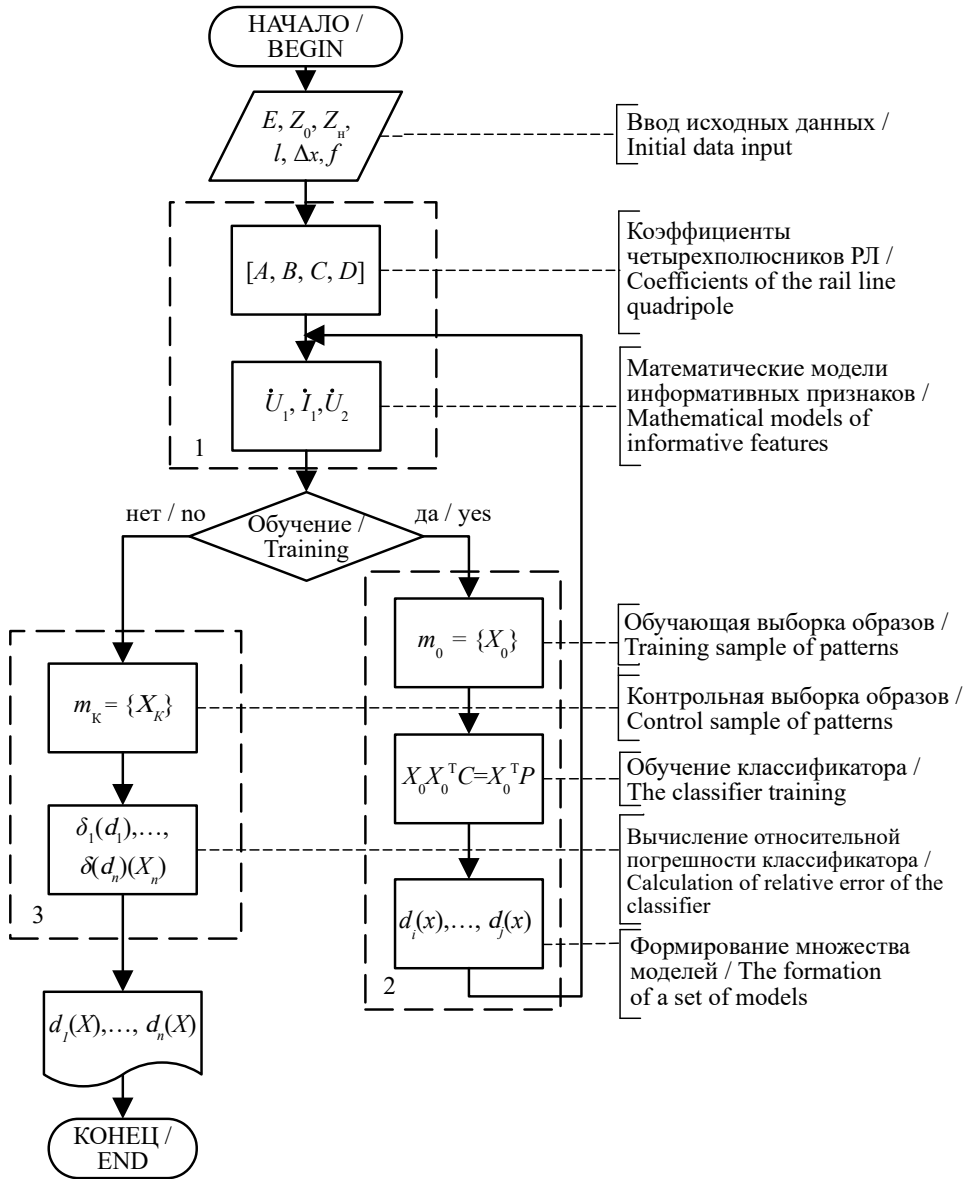 НАЧАЛО /
BEGIN
E, Z₀, Zн,
l, Δx, f
Ввод исходных данных /
Initial data input
[A, B, C, D]
Коэффициенты
четырехполюсников РЛ /
Coefficients of the rail line
quadripole
U̇₁, İ₁, U̇₂
1
Математические модели
информативных признаков /
Mathematical models of
informative features
нет / no
Обучение /
Training
да / yes
m₀ = {X₀}
Обучающая выборка образов /
Training sample of patterns
mК = {XK}
Контрольная выборка образов /
Control sample of patterns
X₀X₀ᵀC=X₀ᵀP
Обучение классификатора /
The classifier training
δ₁(d₁),…,
δ(dₙ)(Xₙ)
3
Вычисление относительной
погрешности классификатора /
Calculation of relative error of the
classifier
dᵢ(x),…, dⱼ(x)
2
Формирование множества
моделей / The formation
of a set of models
d₁(X),…, dₙ(X)
КОНЕЦ /
END